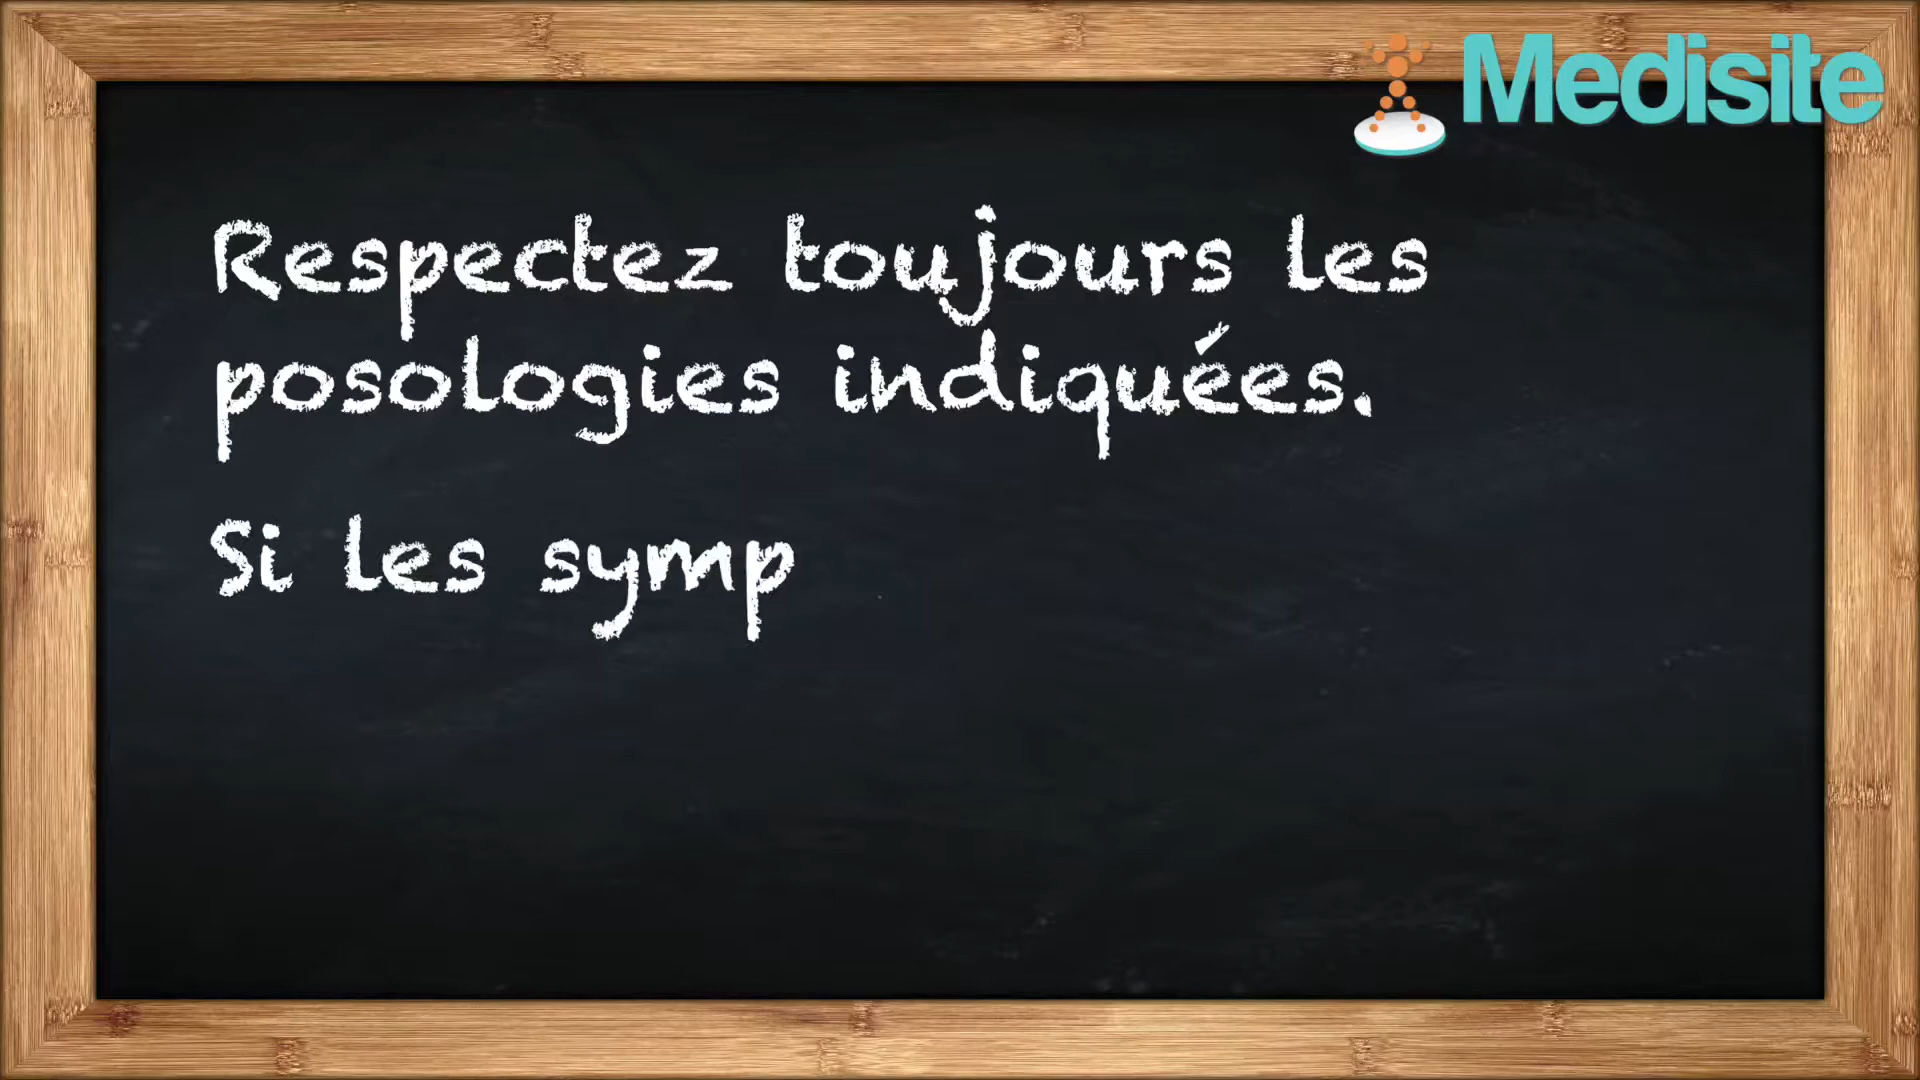 Medisite
Respectez toujours les
posologies indiquées.
Si les symp